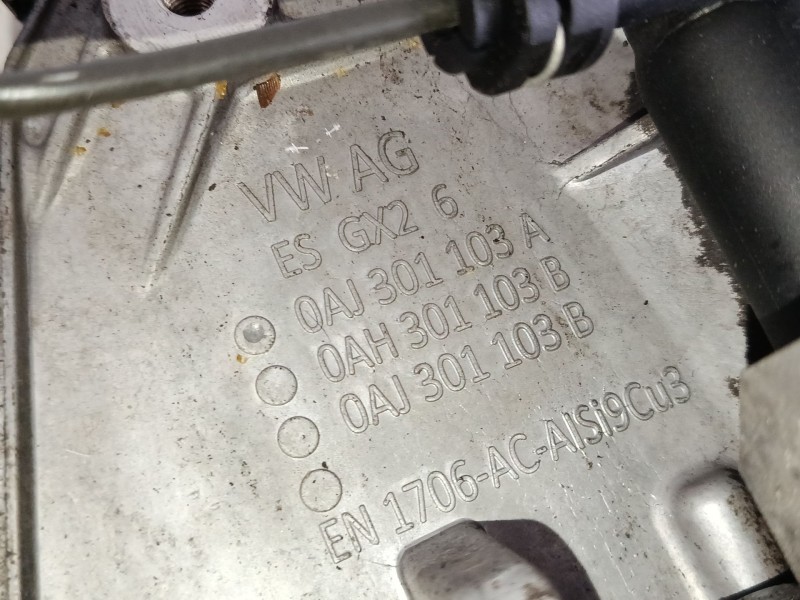 VW AG
ES GX2 6
0AJ 301 103 A
0AH 301 103 B
0AJ 301 103 B
EN 1706-AC-AlSi9Cu3